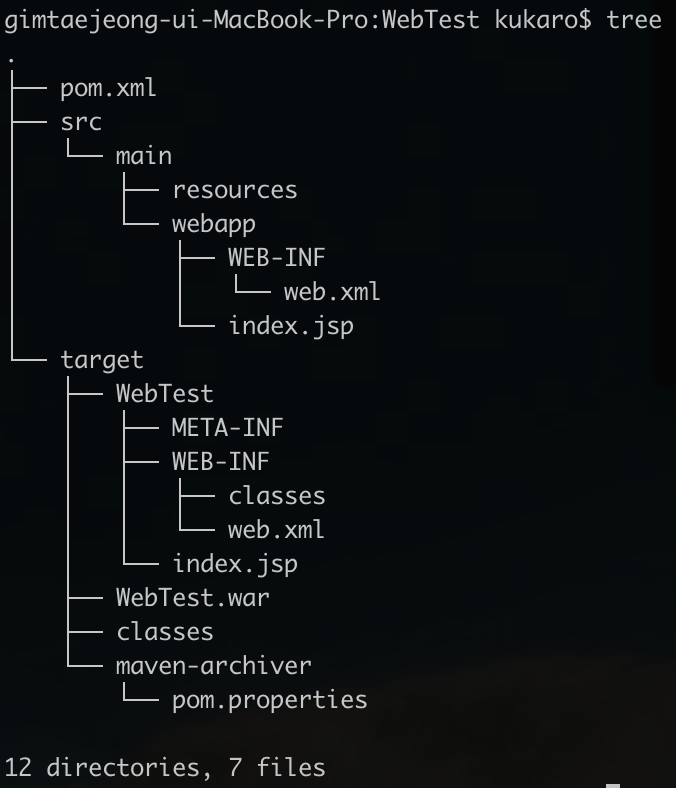 gimtaejeong-ui-MacBook-Pro:WebTest kukaro$ tree
.
├── pom.xml
├── src
│   └── main
│       ├── resources
│       └── webapp
│           ├── WEB-INF
│           │   └── web.xml
│           └── index.jsp
└── target
    ├── WebTest
    │   ├── META-INF
    │   ├── WEB-INF
    │   │   ├── classes
    │   │   └── web.xml
    │   └── index.jsp
    ├── WebTest.war
    ├── classes
    └── maven-archiver
        └── pom.properties
12 directories, 7 files